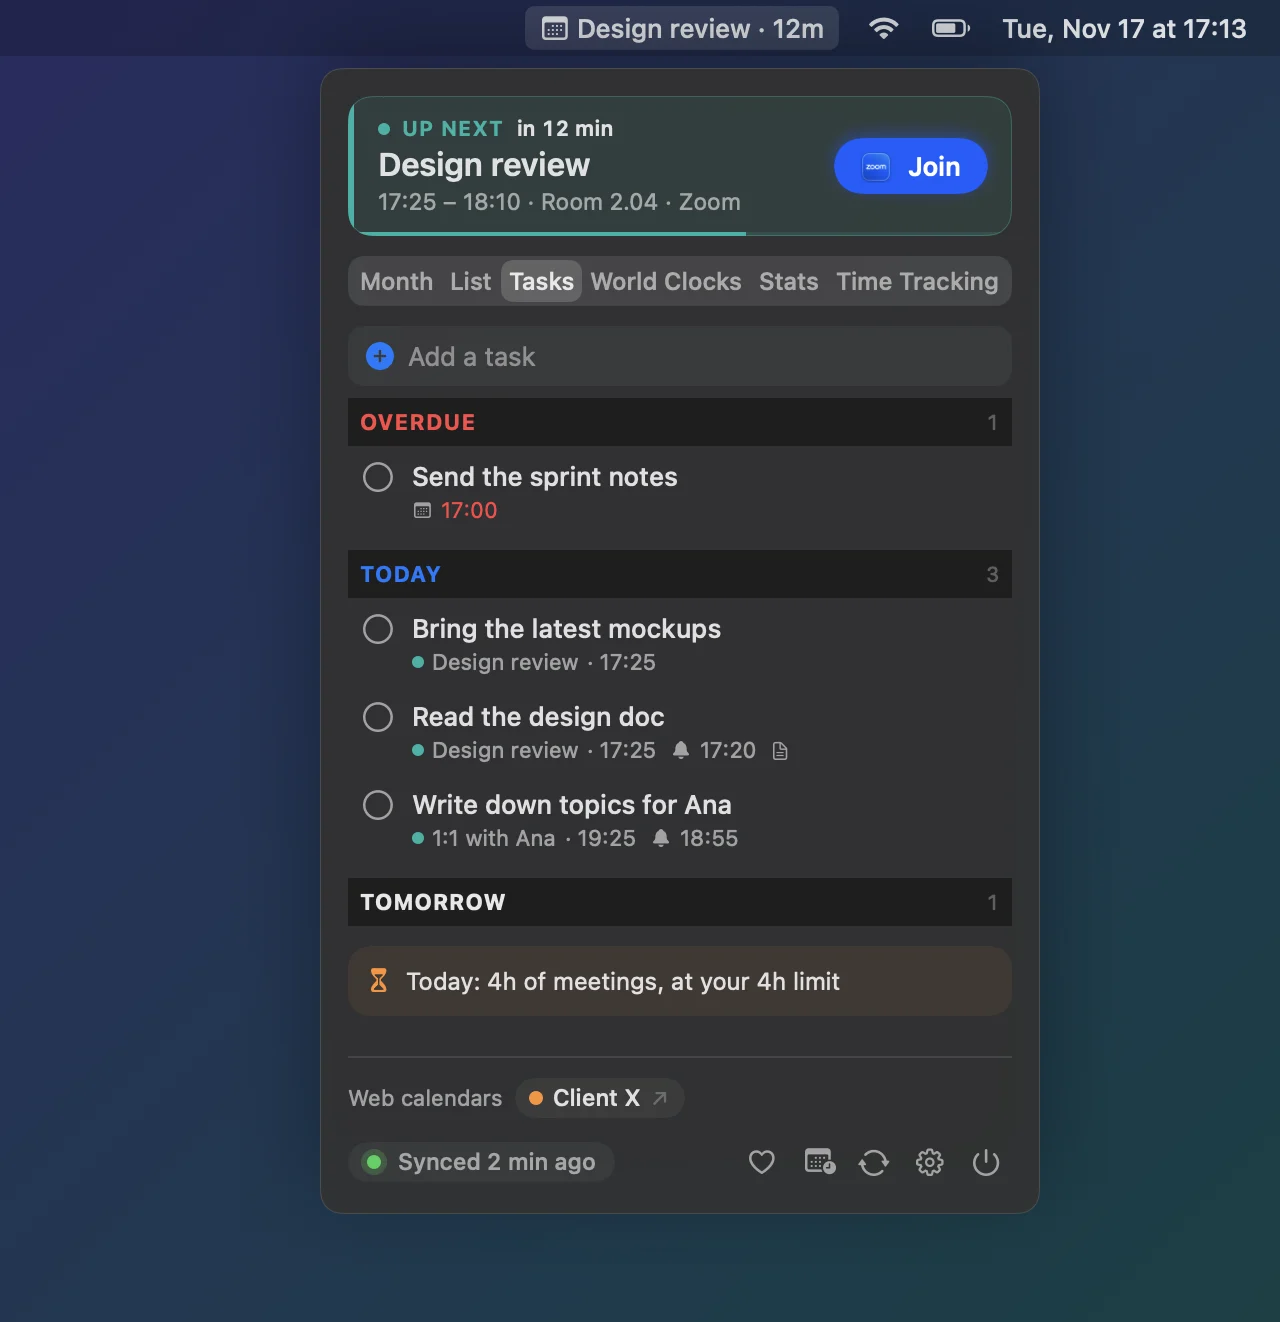 Design review · 12m
Tue, Nov 17 at 17:13
UP NEXT in 12 min
Design review
17:25 – 18:10 · Room 2.04 · Zoom
zoom Join
Month List Tasks World Clocks Stats Time Tracking
Add a task
OVERDUE 1
Send the sprint notes
17:00
TODAY 3
Bring the latest mockups
Design review · 17:25
Read the design doc
Design review · 17:25 17:20
Write down topics for Ana
1:1 with Ana · 19:25 18:55
TOMORROW 1
Today: 4h of meetings, at your 4h limit
Web calendars Client X
Synced 2 min ago